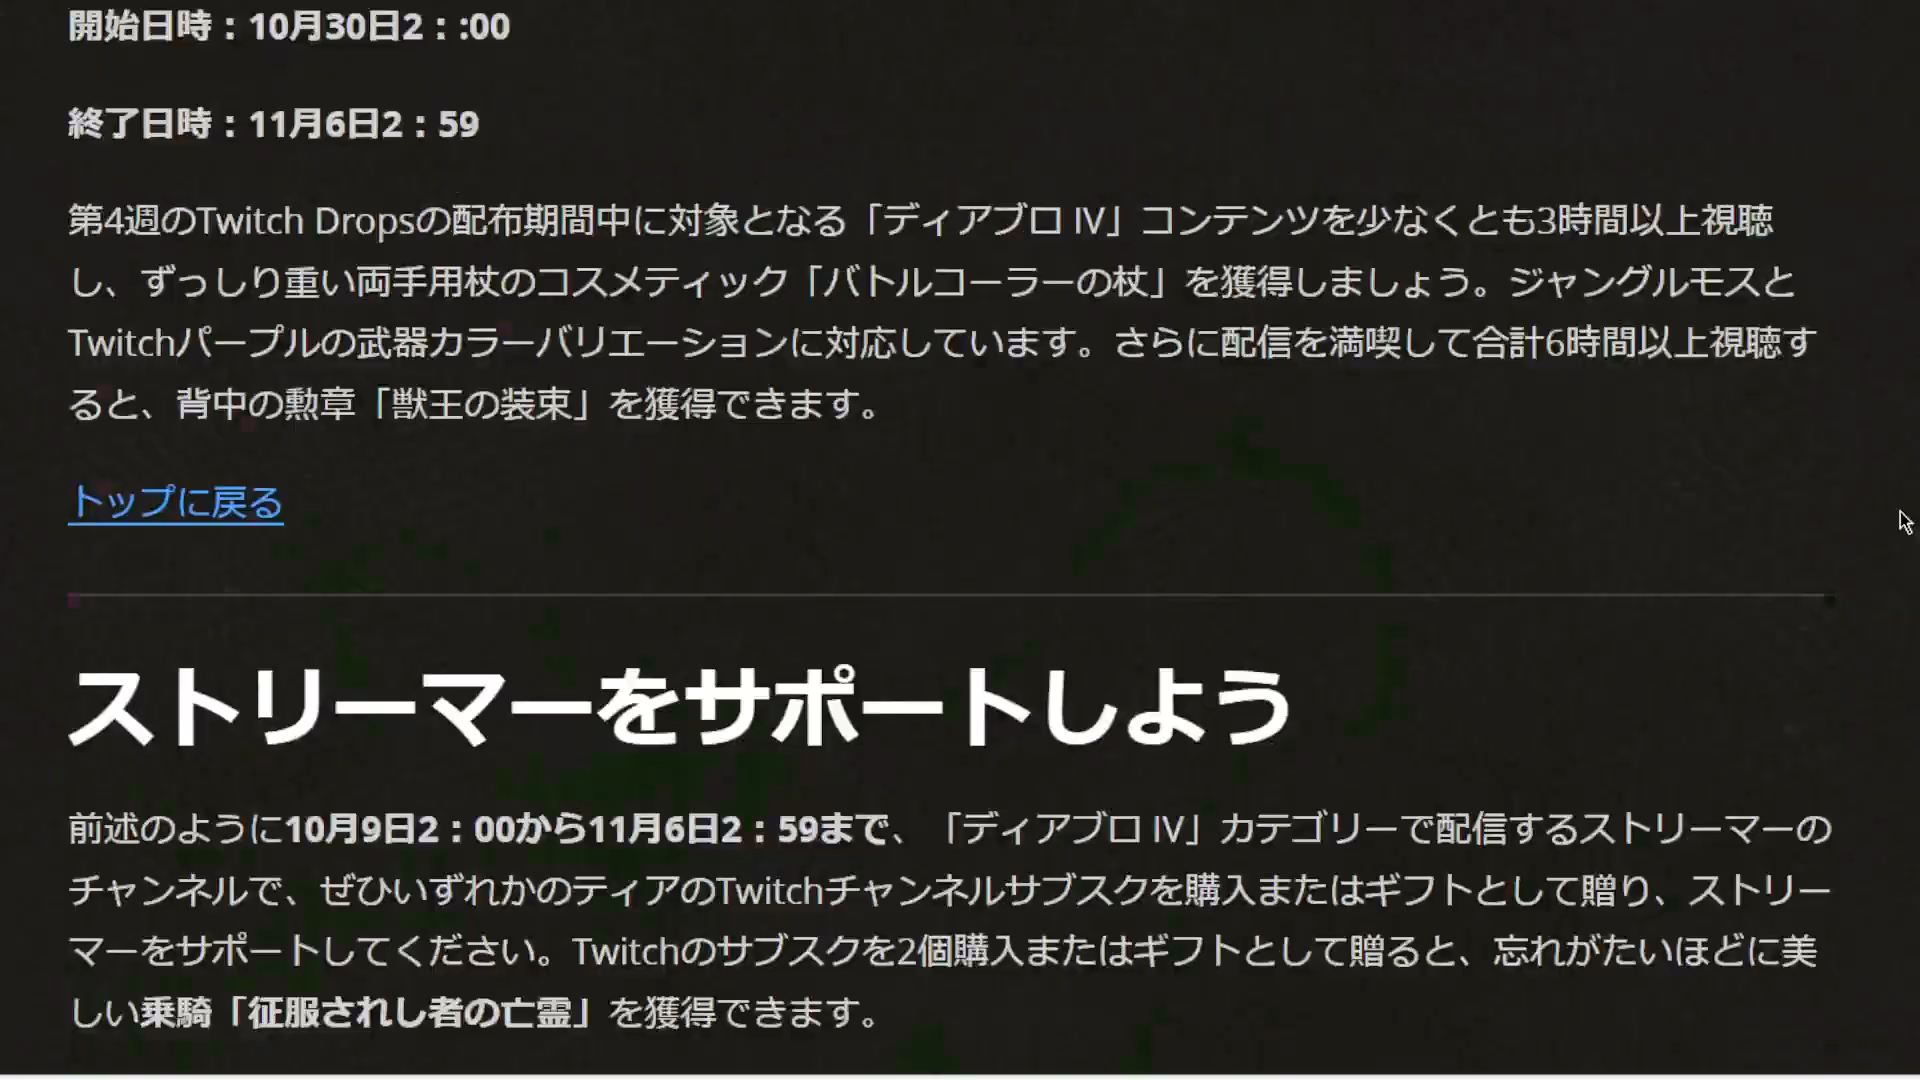 開始日時：10月30日2：:00
終了日時：11月6日2：59
第4週のTwitch Dropsの配布期間中に対象となる「ディアブロ IV」コンテンツを少なくとも3時間以上視聴
し、ずっしり重い両手用杖のコスメティック「バトルコーラーの杖」を獲得しましょう。ジャングルモスと
Twitchパープルの武器カラーバリエーションに対応しています。さらに配信を満喫して合計6時間以上視聴す
ると、背中の勲章「獣王の装束」を獲得できます。
トップに戻る
ストリーマーをサポートしよう
前述のように10月9日2：00から11月6日2：59まで、「ディアブロ IV」カテゴリーで配信するストリーマーの
チャンネルで、ぜひいずれかのティアのTwitchチャンネルサブスクを購入またはギフトとして贈り、ストリー
マーをサポートしてください。Twitchのサブスクを2個購入またはギフトとして贈ると、忘れがたいほどに美
しい乗騎「征服されし者の亡霊」を獲得できます。